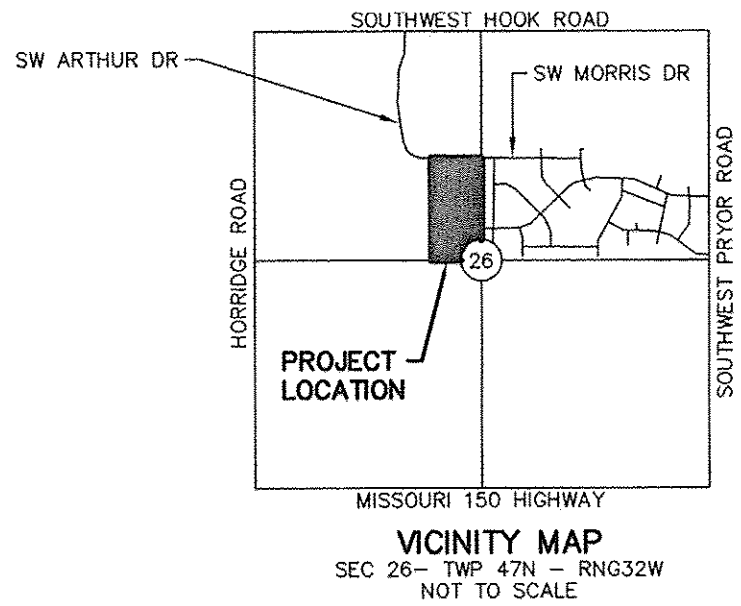 SOUTHWEST HOOK ROAD
SW ARTHUR DR
SW MORRIS DR
HORRIDGE ROAD
SOUTHWEST PRYOR ROAD
26
PROJECT
LOCATION
MISSOURI 150 HIGHWAY
VICINITY MAP
SEC 26- TWP 47N - RNG32W
NOT TO SCALE